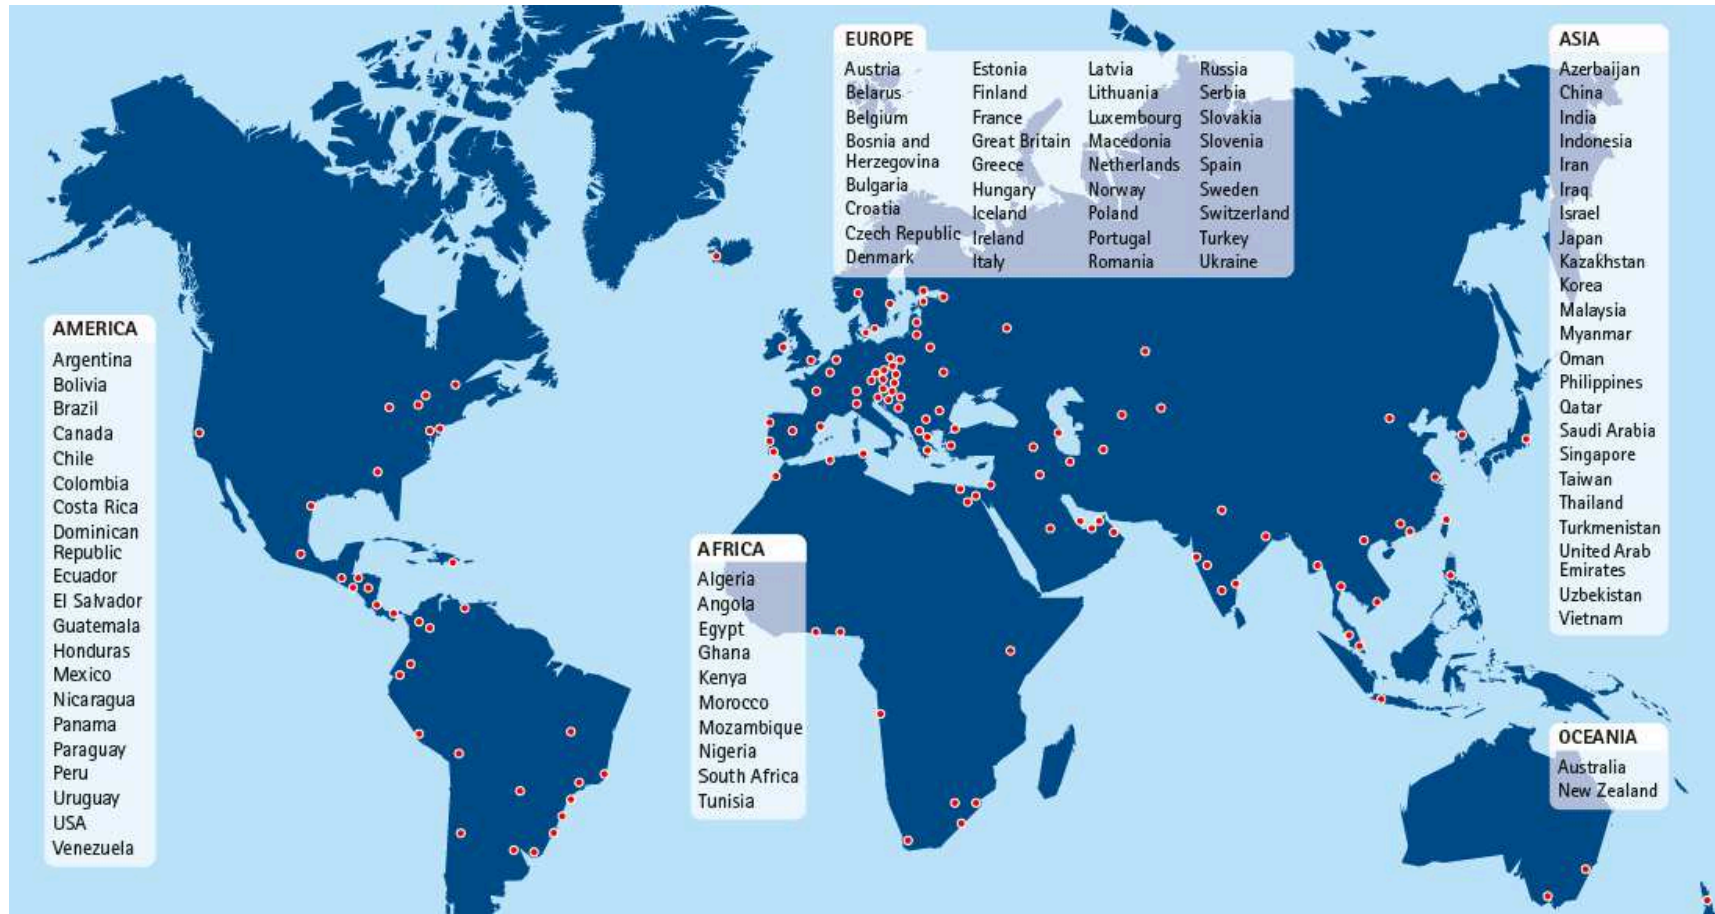 EUROPE
Austria
Belarus
Belgium
Bosnia and
Herzegovina
Bulgaria
Croatia
Czech Republic
Denmark
Estonia
Finland
France
Great Britain
Greece
Hungary
Iceland
Ireland
Italy
Latvia
Lithuania
Luxembourg
Macedonia
Netherlands
Norway
Poland
Portugal
Romania
Russia
Serbia
Slovakia
Slovenia
Spain
Sweden
Switzerland
Turkey
Ukraine
ASIA
Azerbaijan
China
India
Indonesia
Iran
Iraq
Israel
Japan
Kazakhstan
Korea
Malaysia
Myanmar
Oman
Philippines
Qatar
Saudi Arabia
Singapore
Taiwan
Thailand
Turkmenistan
United Arab
Emirates
Uzbekistan
Vietnam
AMERICA
Argentina
Bolivia
Brazil
Canada
Chile
Colombia
Costa Rica
Dominican
Republic
Ecuador
El Salvador
Guatemala
Honduras
Mexico
Nicaragua
Panama
Paraguay
Peru
Uruguay
USA
Venezuela
AFRICA
Algeria
Angola
Egypt
Ghana
Kenya
Morocco
Mozambique
Nigeria
South Africa
Tunisia
OCEANIA
Australia
New Zealand